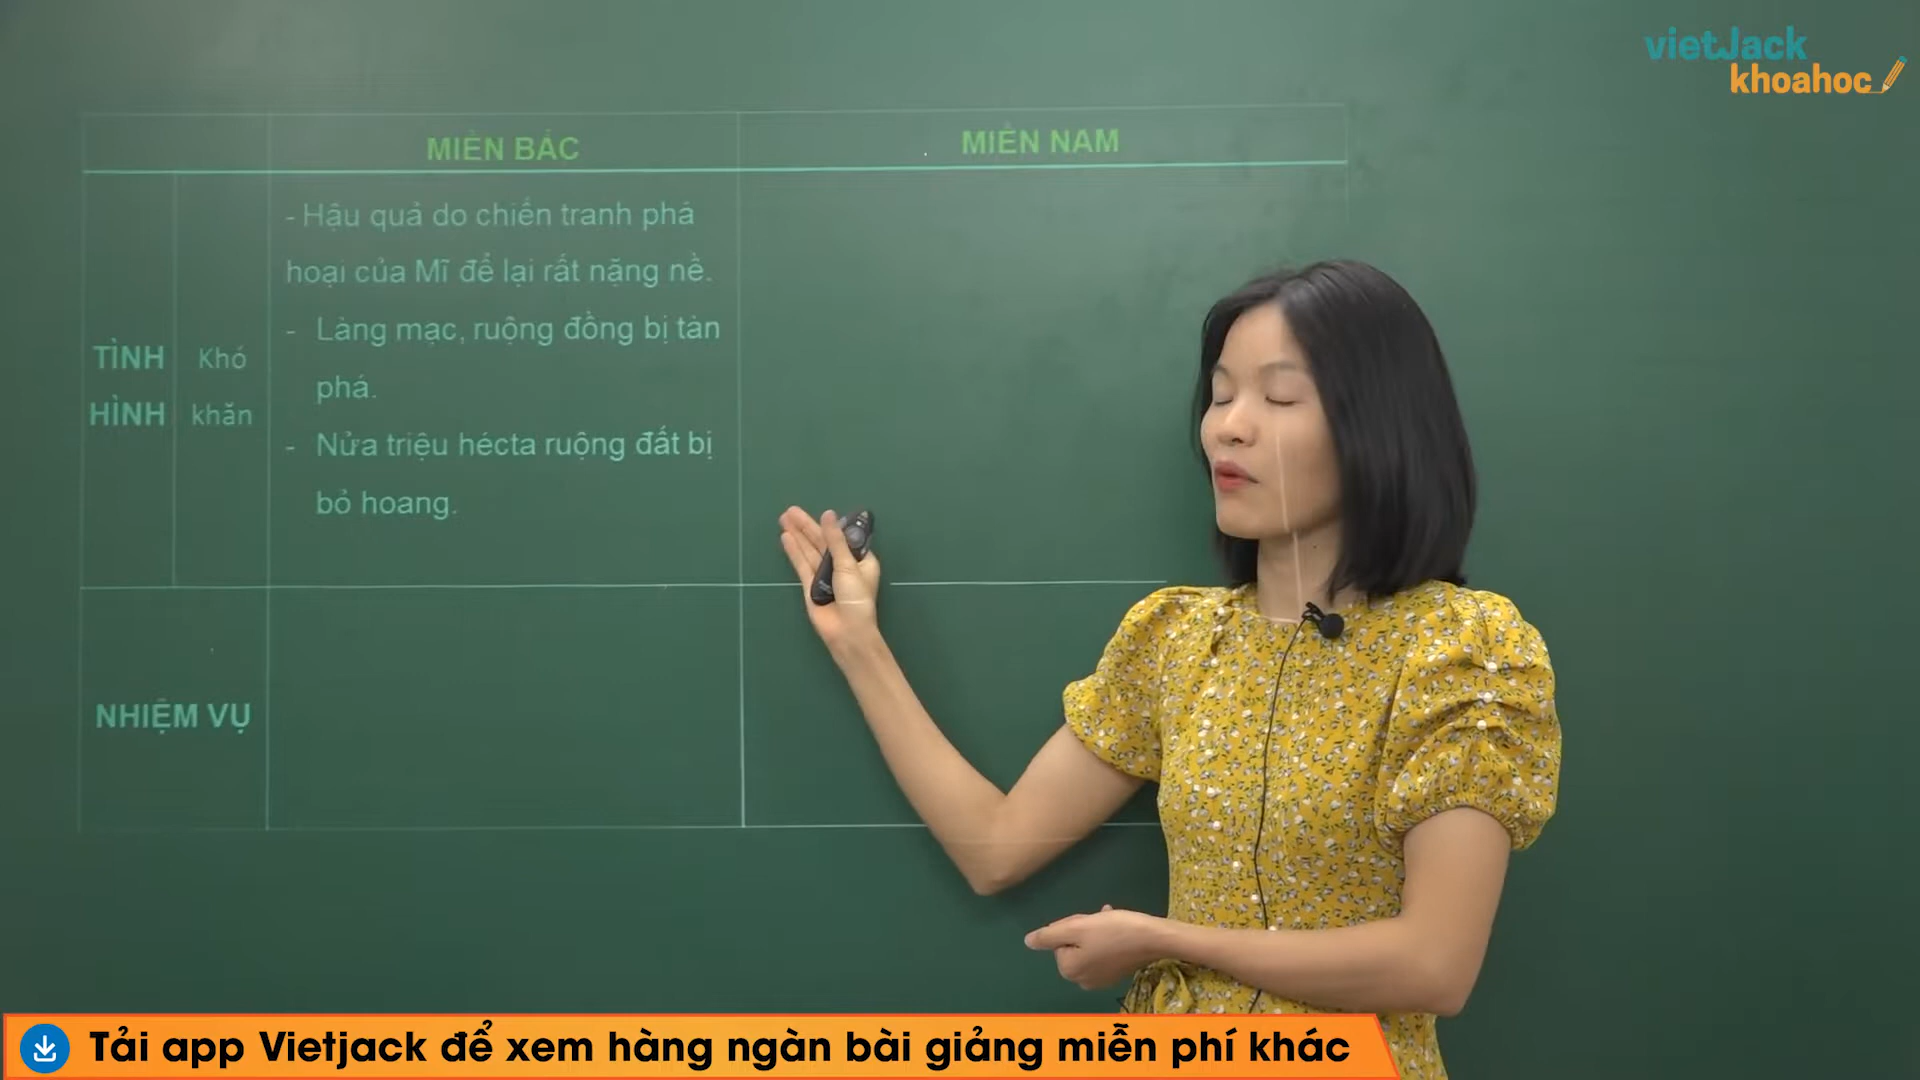 vietJack
khoahoc
MIỀN BẮC
MIỀN NAM
- Hậu quả do chiến tranh phá
hoại của Mĩ để lại rất nặng nề.
- Làng mạc, ruộng đồng bị tàn
phá.
- Nửa triệu hécta ruộng đất bị
bỏ hoang.
TÌNH
HÌNH
Khó
khăn
NHIỆM VỤ
Tải app Vietjack để xem hàng ngàn bài giảng miễn phí khác